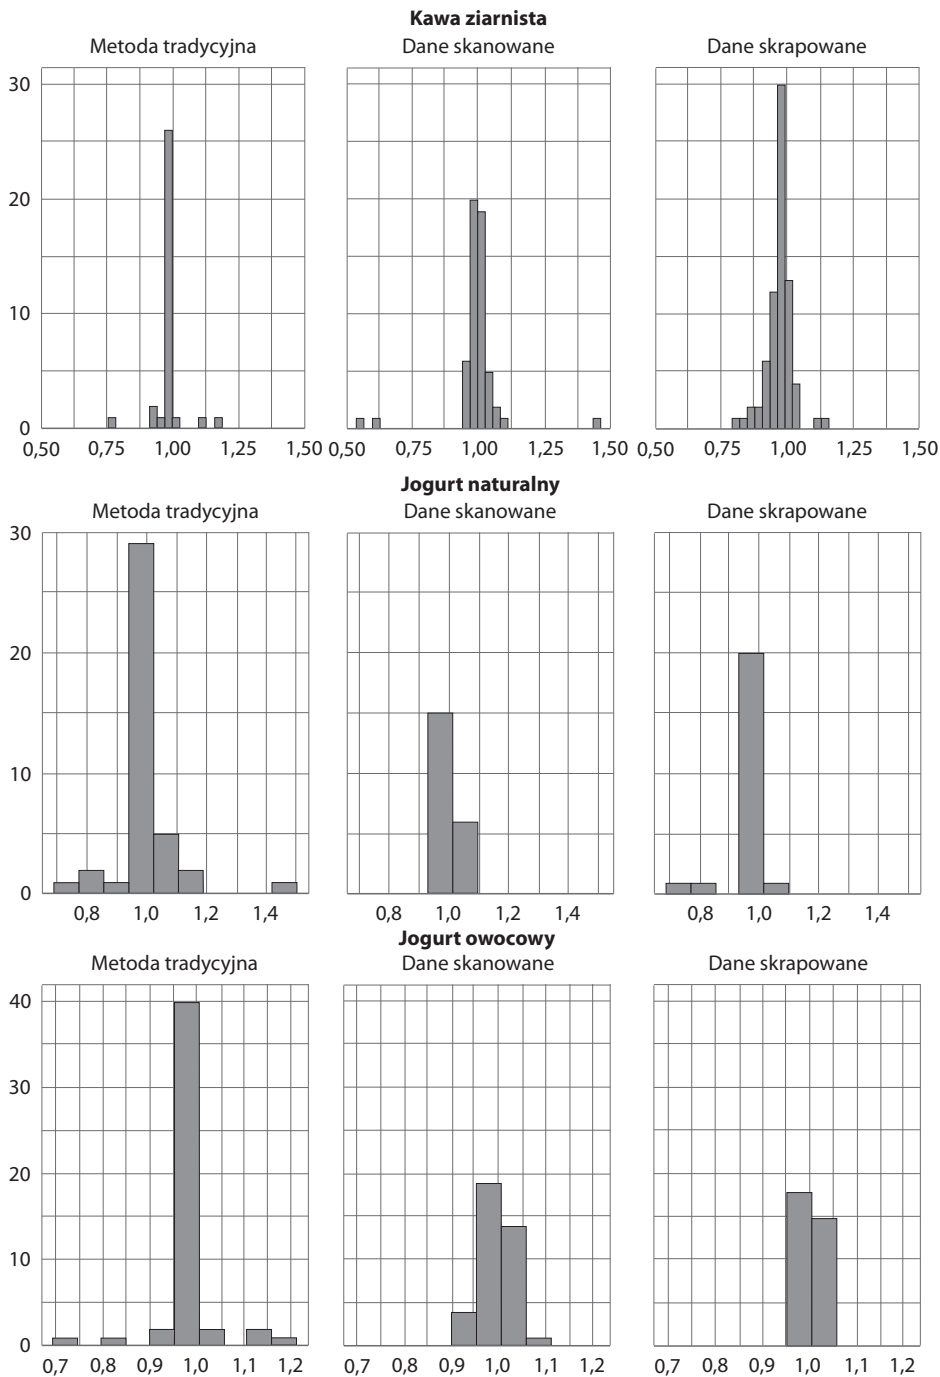 Kawa ziarnista
Metoda tradycyjna Dane skanowane Dane skrapowane
30
20
10
0
0,50 0,75 1,00 1,25 1,50 0,50 0,75 1,00 1,25 1,50 0,50 0,75 1,00 1,25 1,50
Jogurt naturalny
Metoda tradycyjna Dane skanowane Dane skrapowane
30
20
10
0
0,8 1,0 1,2 1,4 0,8 1,0 1,2 1,4 0,8 1,0 1,2 1,4
Jogurt owocowy
Metoda tradycyjna Dane skanowane Dane skrapowane
40
30
20
10
0
0,7 0,8 0,9 1,0 1,1 1,2 0,7 0,8 0,9 1,0 1,1 1,2 0,7 0,8 0,9 1,0 1,1 1,2